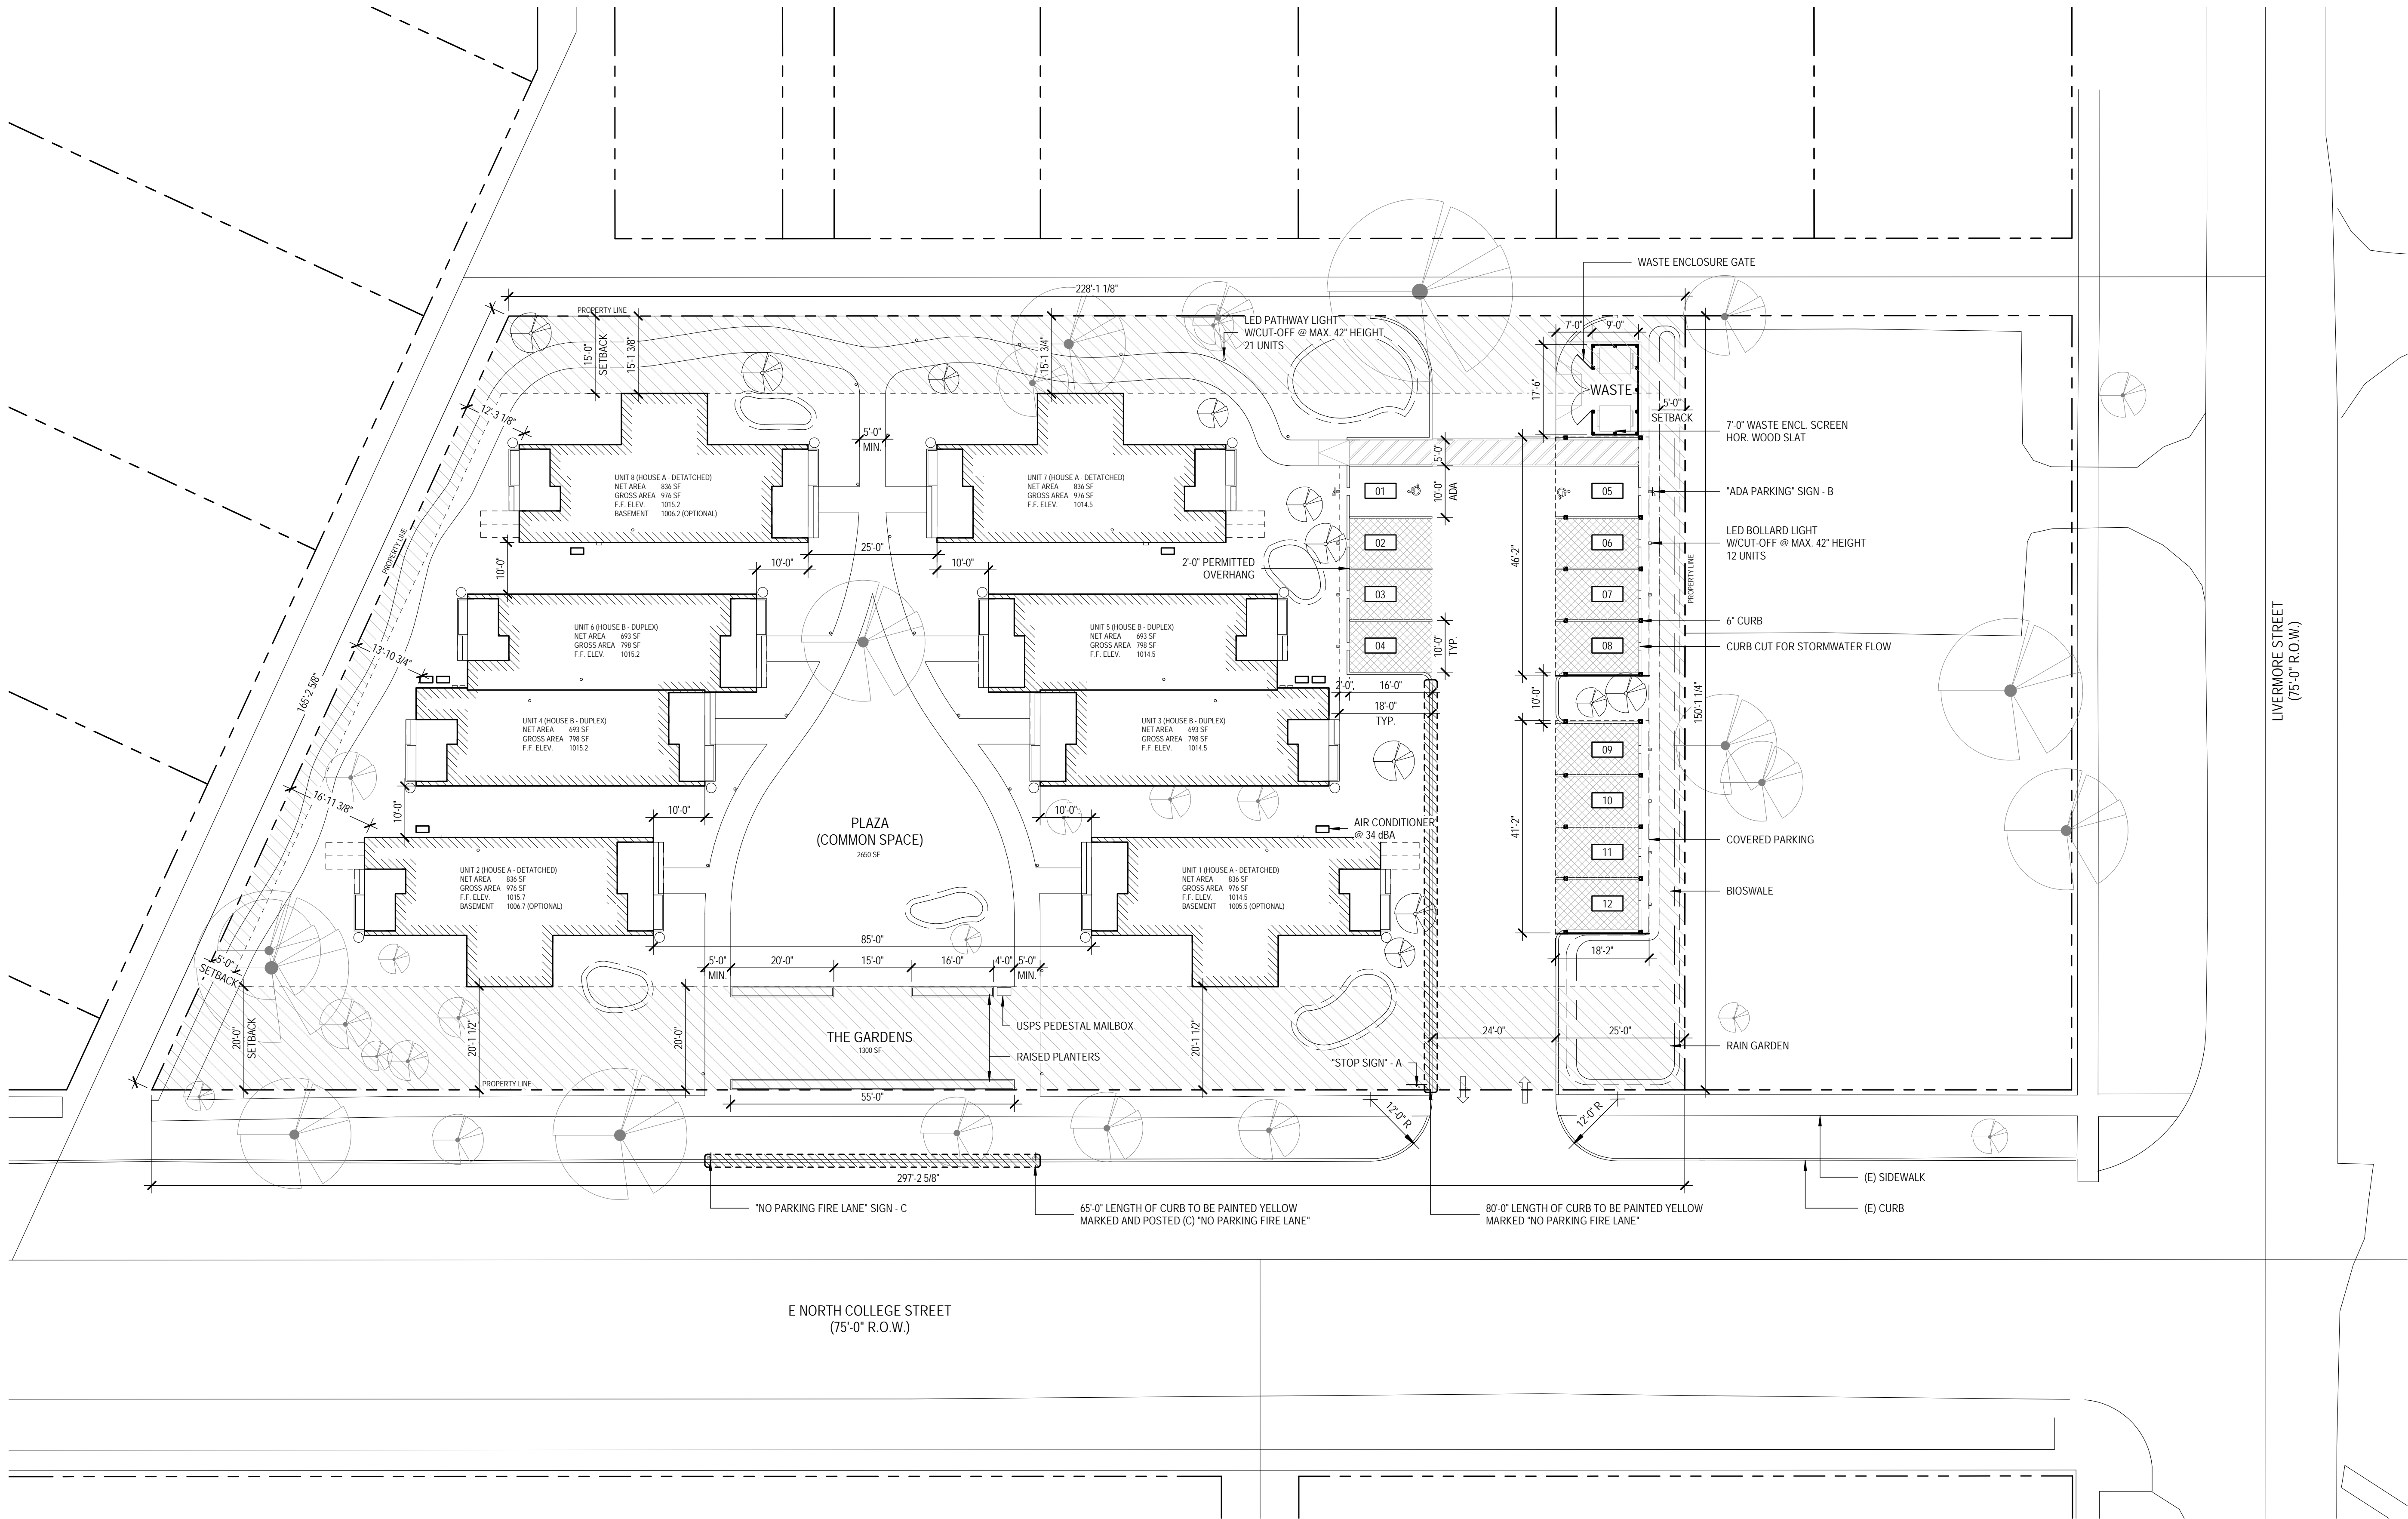 WASTE ENCLOSURE GATE
228'-1 1/8"
PROPERTY LINE
LED PATHWAY LIGHT
W/CUT-OFF @ MAX. 42" HEIGHT
21 UNITS
7'-0"
9'-0"
15'-0"
SETBACK
15'-1 3/8"
15'-1 3/4"
17'-6"
WASTE
5'-0"
SETBACK
12'-3 1/8"
7'-0" WASTE ENCL. SCREEN
HOR. WOOD SLAT
5'-0"
MIN.
5'-0"
UNIT 8 (HOUSE A - DETATCHED)
NET AREA 836 SF
GROSS AREA 976 SF
F.F. ELEV. 1015.2
BASEMENT 1006.2 (OPTIONAL)
UNIT 7 (HOUSE A - DETATCHED)
NET AREA 836 SF
GROSS AREA 976 SF
F.F. ELEV. 1014.5
01
10'-0"
ADA
05
"ADA PARKING" SIGN - B
PROPERTY LINE
25'-0"
10'-0"
10'-0"
10'-0"
02
06
46'-2"
LED BOLLARD LIGHT
W/CUT-OFF @ MAX. 42" HEIGHT
12 UNITS
2'-0" PERMITTED
OVERHANG
PROPERTY LINE
03
07
6" CURB
UNIT 6 (HOUSE B - DUPLEX)
NET AREA 693 SF
GROSS AREA 798 SF
F.F. ELEV. 1015.2
UNIT 5 (HOUSE B - DUPLEX)
NET AREA 693 SF
GROSS AREA 798 SF
F.F. ELEV. 1014.5
04
10'-0"
TYP.
08
CURB CUT FOR STORMWATER FLOW
LIVERMORE STREET
(75'-0" R.O.W.)
13'-10 3/4"
165'-2 5/8"
2'-0"
16'-0"
18'-0"
TYP.
10'-0"
150'-1 1/4"
UNIT 4 (HOUSE B - DUPLEX)
NET AREA 693 SF
GROSS AREA 798 SF
F.F. ELEV. 1015.2
UNIT 3 (HOUSE B - DUPLEX)
NET AREA 693 SF
GROSS AREA 798 SF
F.F. ELEV. 1014.5
09
16'-11 3/8"
10'-0"
10'-0"
10'-0"
10
PLAZA
(COMMON SPACE)
2650 SF
AIR CONDITIONER
@ 34 dBA
41'-2"
COVERED PARKING
11
UNIT 2 (HOUSE A - DETATCHED)
NET AREA 836 SF
GROSS AREA 976 SF
F.F. ELEV. 1015.7
BASEMENT 1006.7 (OPTIONAL)
UNIT 1 (HOUSE A - DETATCHED)
NET AREA 836 SF
GROSS AREA 976 SF
F.F. ELEV. 1014.5
BASEMENT 1005.5 (OPTIONAL)
BIOSWALE
12
85'-0"
18'-2"
5'-0"
SETBACK
5'-0"
MIN.
20'-0"
15'-0"
16'-0"
4'-0"
5'-0"
MIN.
20'-0"
SETBACK
20'-1 1/2"
20'-0"
THE GARDENS
1300 SF
USPS PEDESTAL MAILBOX
RAISED PLANTERS
20'-1 1/2"
24'-0"
25'-0"
RAIN GARDEN
"STOP SIGN" - A
PROPERTY LINE
55'-0"
12'-0" R
12'-0" R
297'-2 5/8"
(E) SIDEWALK
"NO PARKING FIRE LANE" SIGN - C
65'-0" LENGTH OF CURB TO BE PAINTED YELLOW
MARKED AND POSTED (C) "NO PARKING FIRE LANE"
80'-0" LENGTH OF CURB TO BE PAINTED YELLOW
MARKED "NO PARKING FIRE LANE"
(E) CURB
E NORTH COLLEGE STREET
(75'-0" R.O.W.)